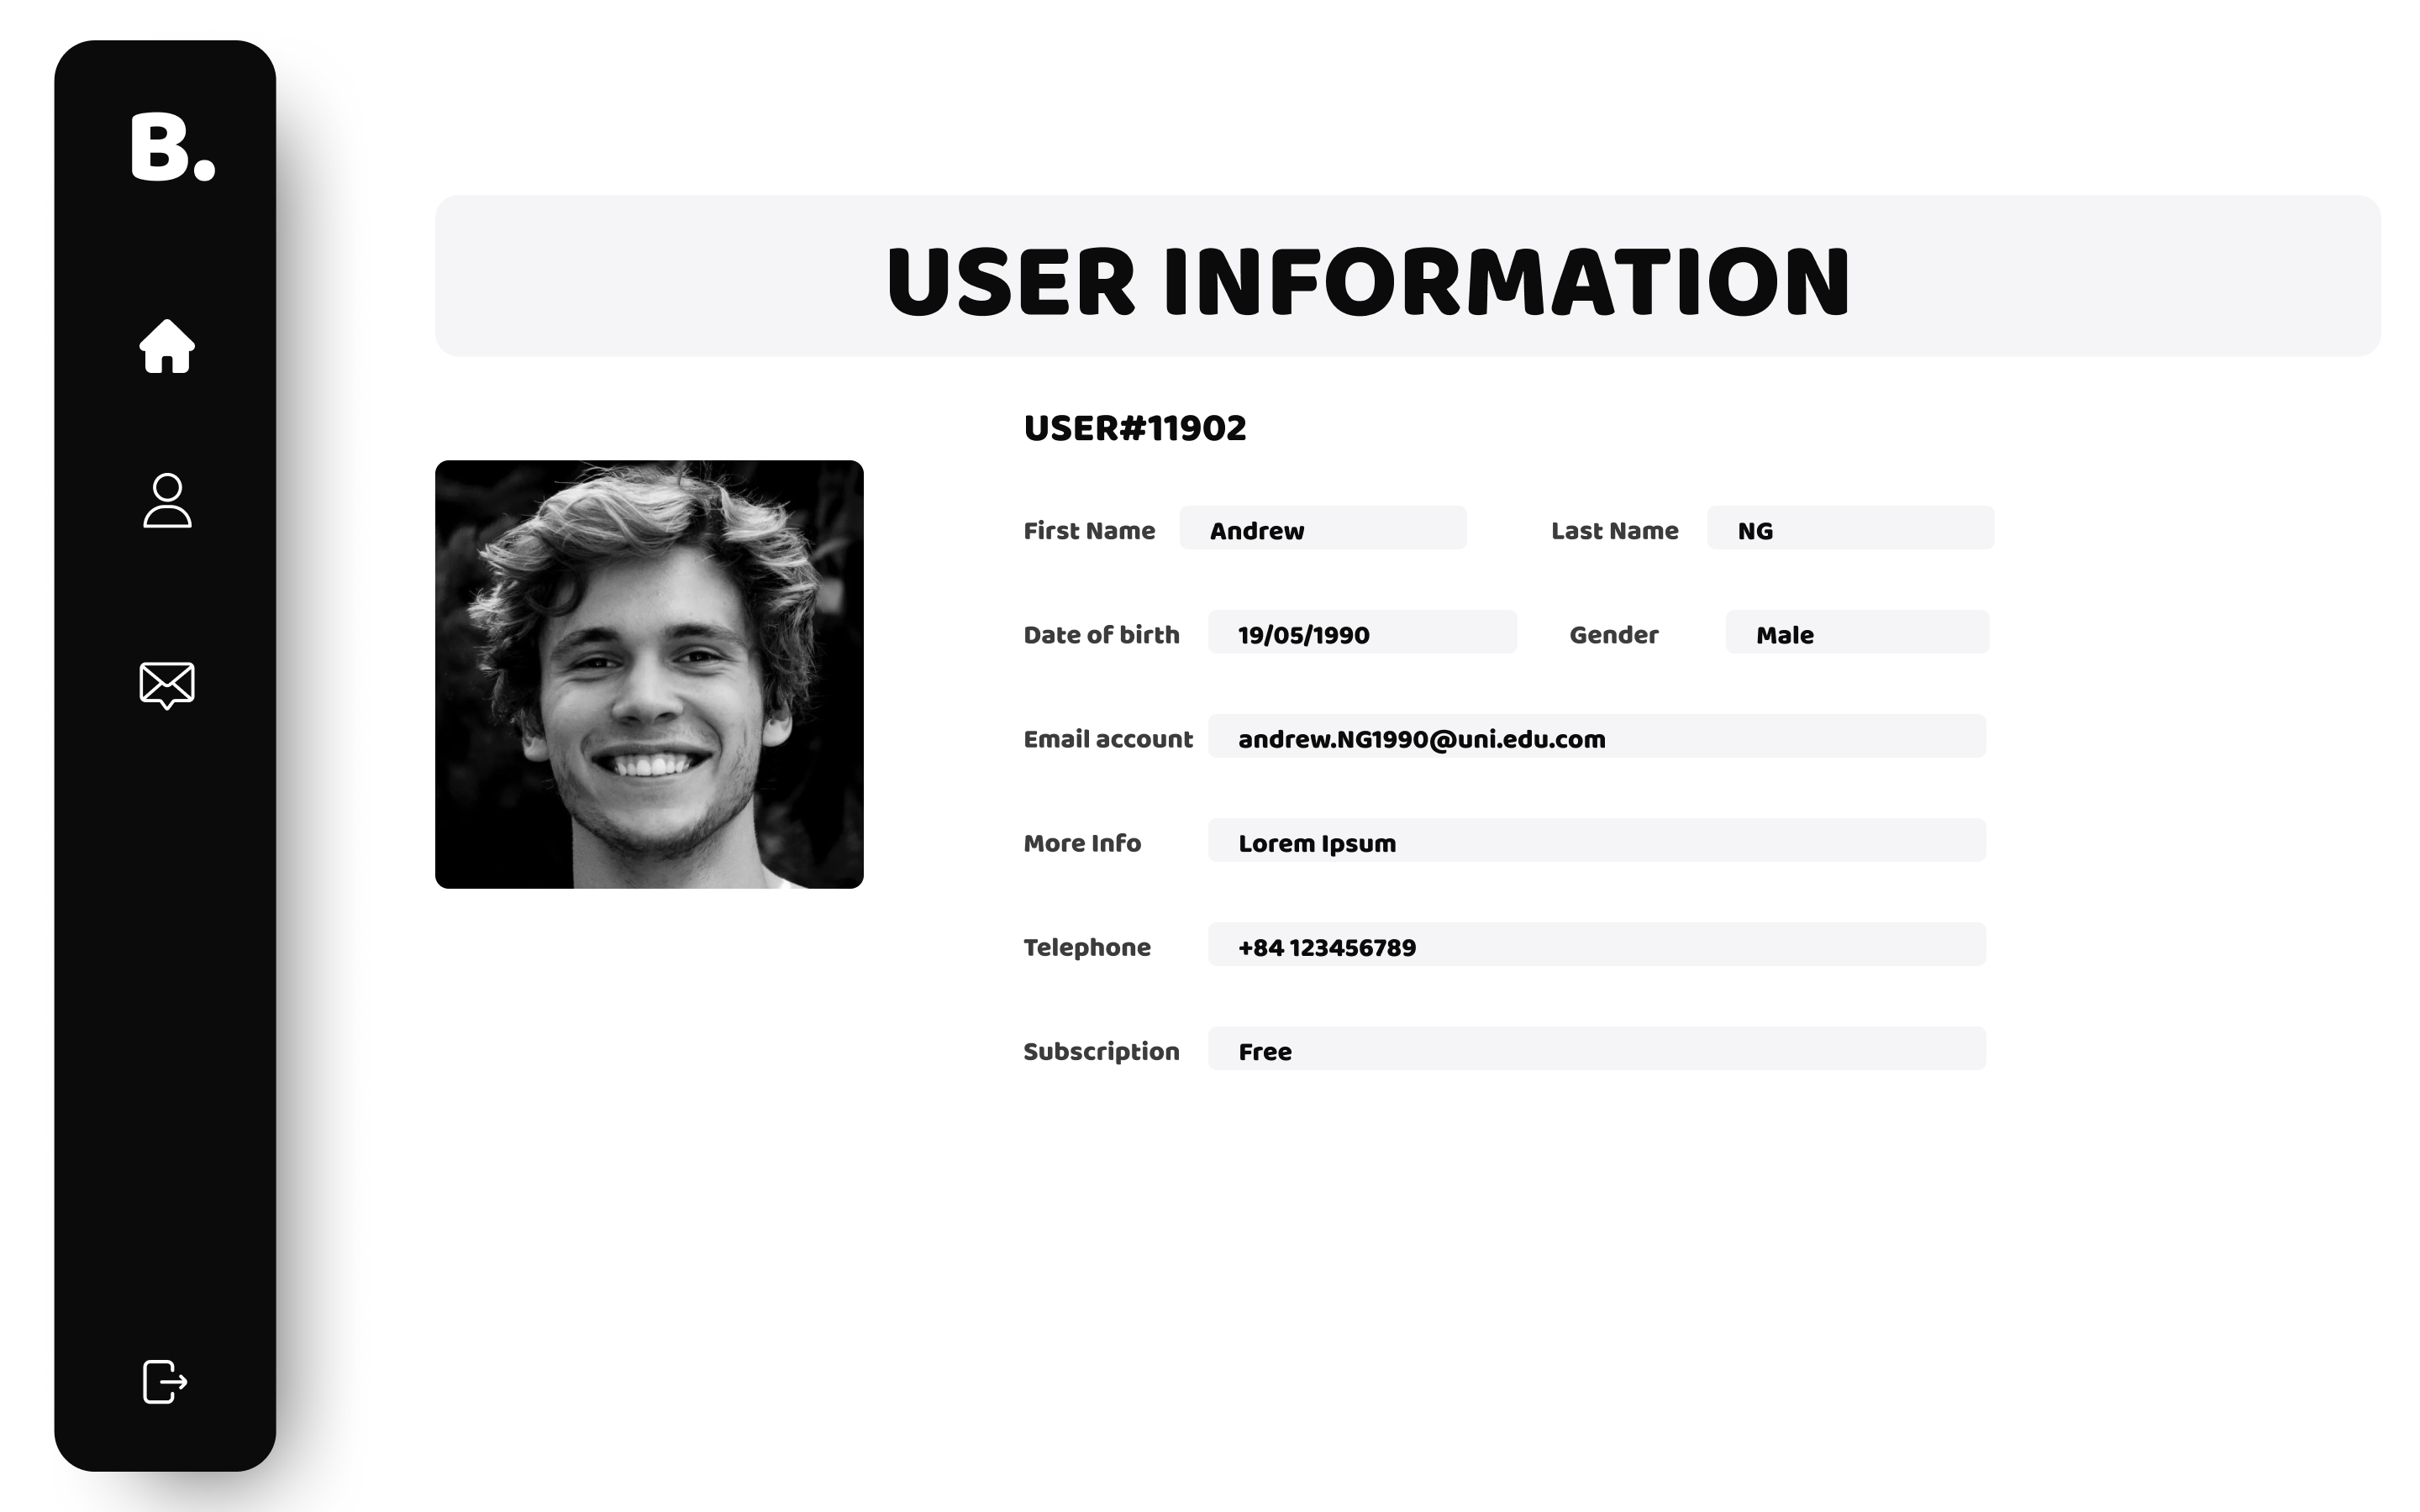 B.
USER INFORMATION
USER#11902
First Name Andrew Last Name NG
Date of birth 19/05/1990 Gender Male
Email account andrew.NG1990@uni.edu.com
More Info Lorem Ipsum
Telephone +84 123456789
Subscription Free